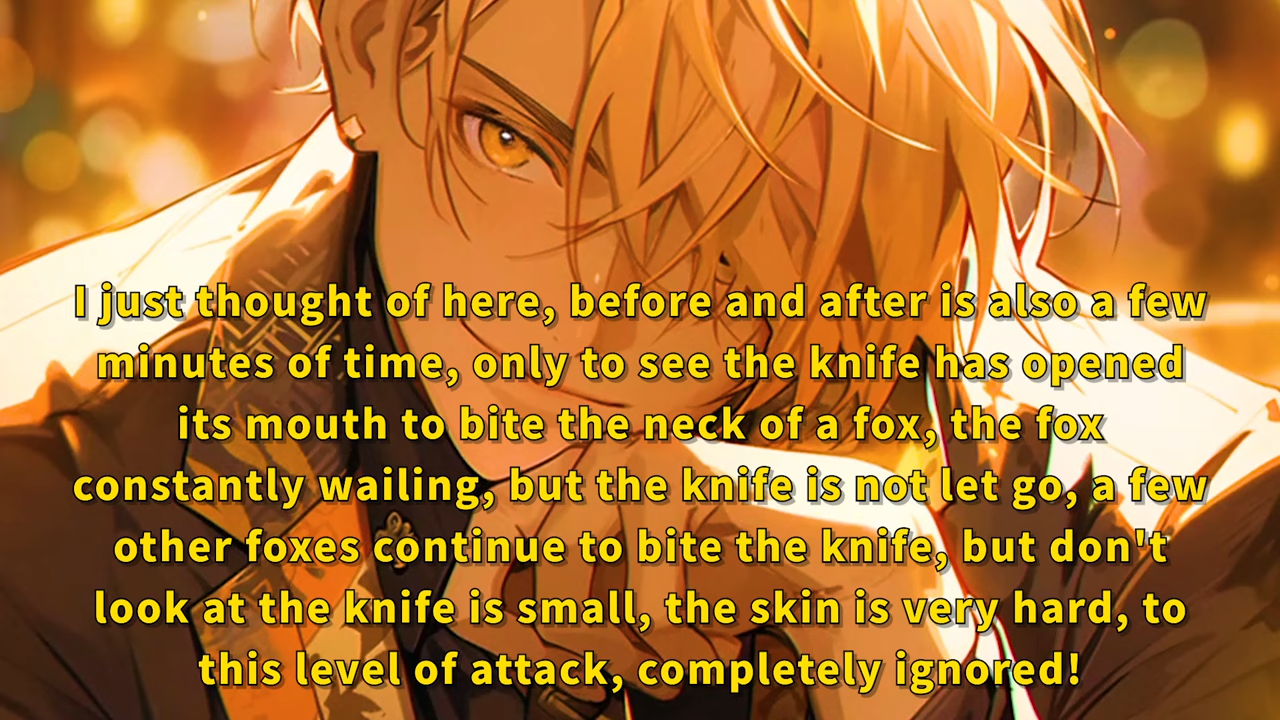 I just thought of here, before and after is also a few
minutes of time, only to see the knife has opened
its mouth to bite the neck of a fox, the fox
constantly wailing, but the knife is not let go, a few
other foxes continue to bite the knife, but don't
look at the knife is small, the skin is very hard, to
this level of attack, completely ignored!